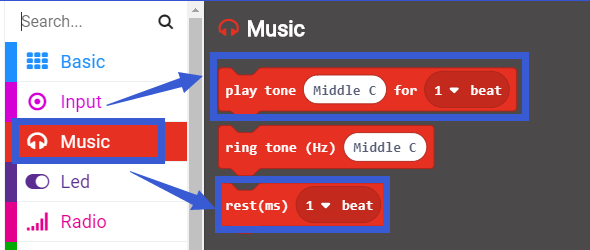 Search...
Basic
Input
Music
Led
Radio
Music
play tone Middle C for 1 beat
ring tone (Hz) Middle C
rest(ms) 1 beat